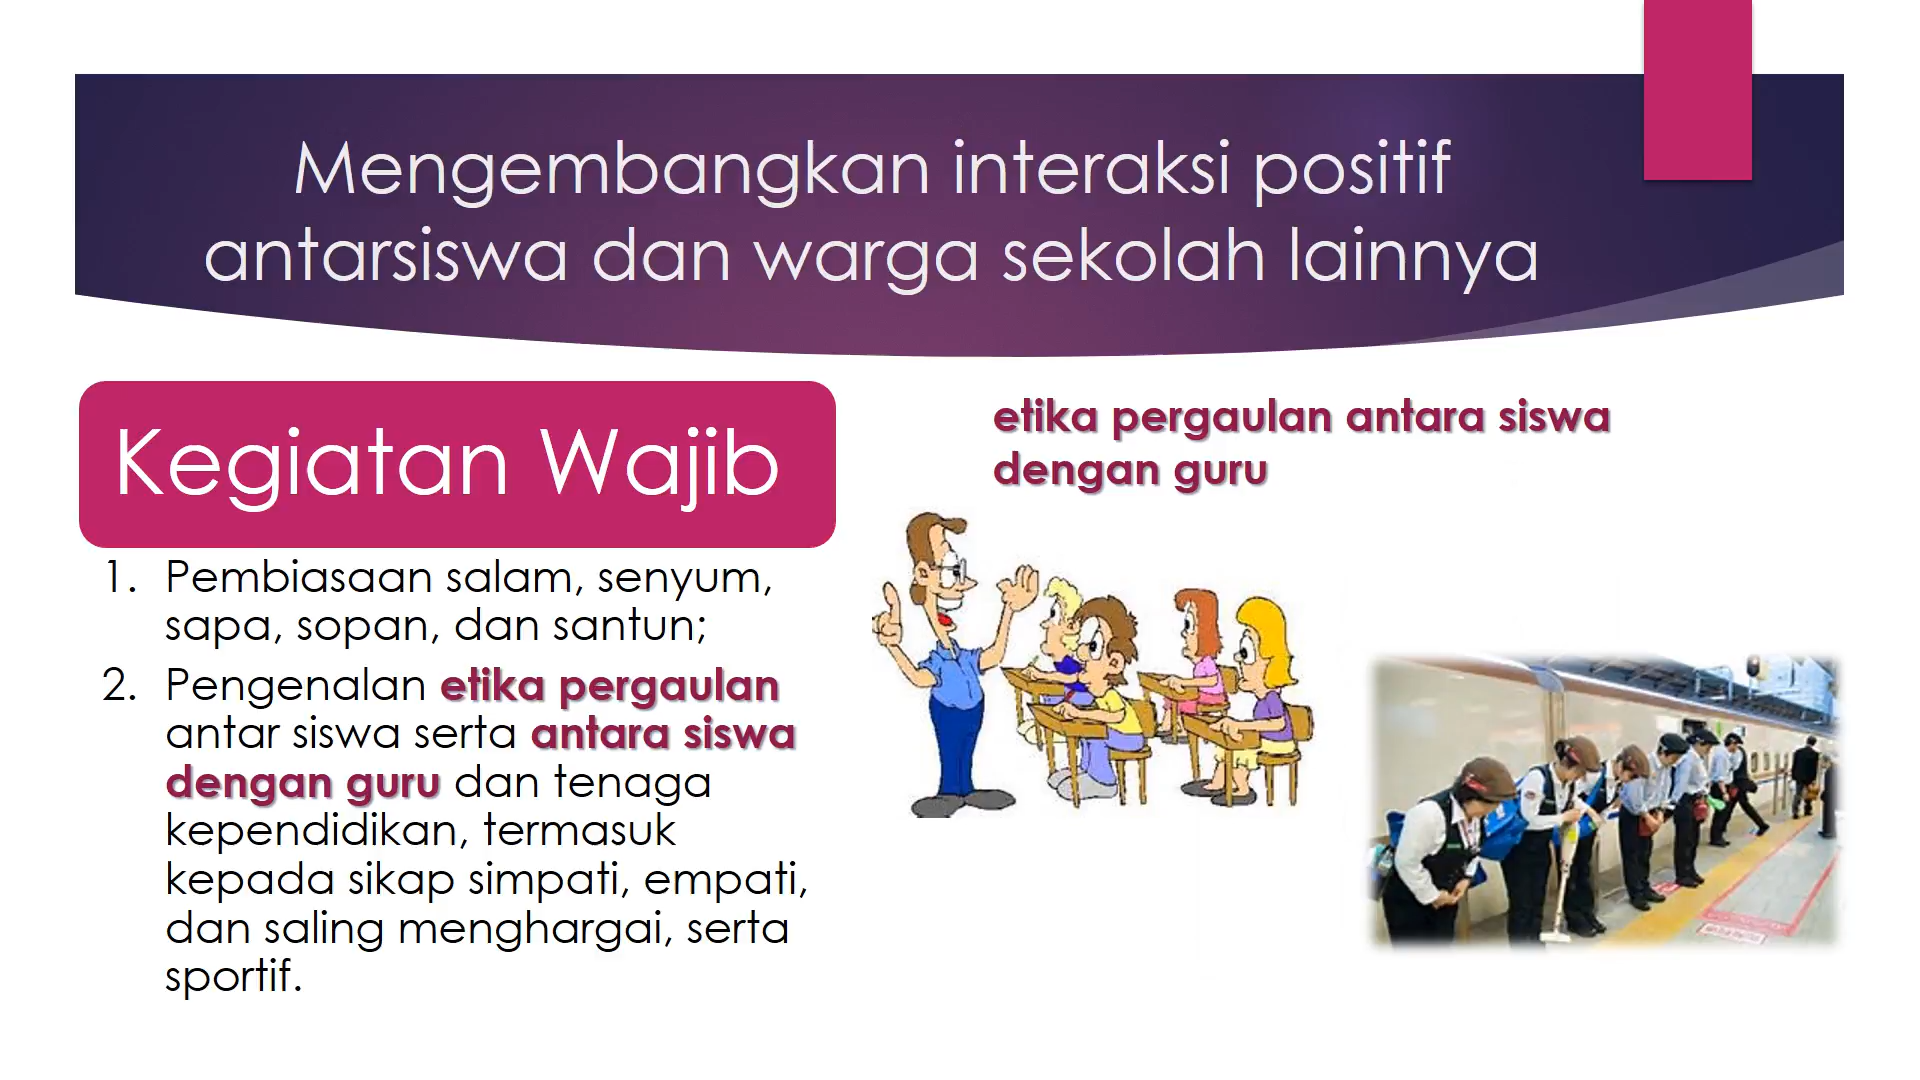 Mengembangkan interaksi positif
antarsiswa dan warga sekolah lainnya
Kegiatan Wajib
1. Pembiasaan salam, senyum,
sapa, sopan, dan santun;
2. Pengenalan etika pergaulan
antar siswa serta antara siswa
dengan guru dan tenaga
kependidikan, termasuk
kepada sikap simpati, empati,
dan saling menghargai, serta
sportif.
etika pergaulan antara siswa
dengan guru